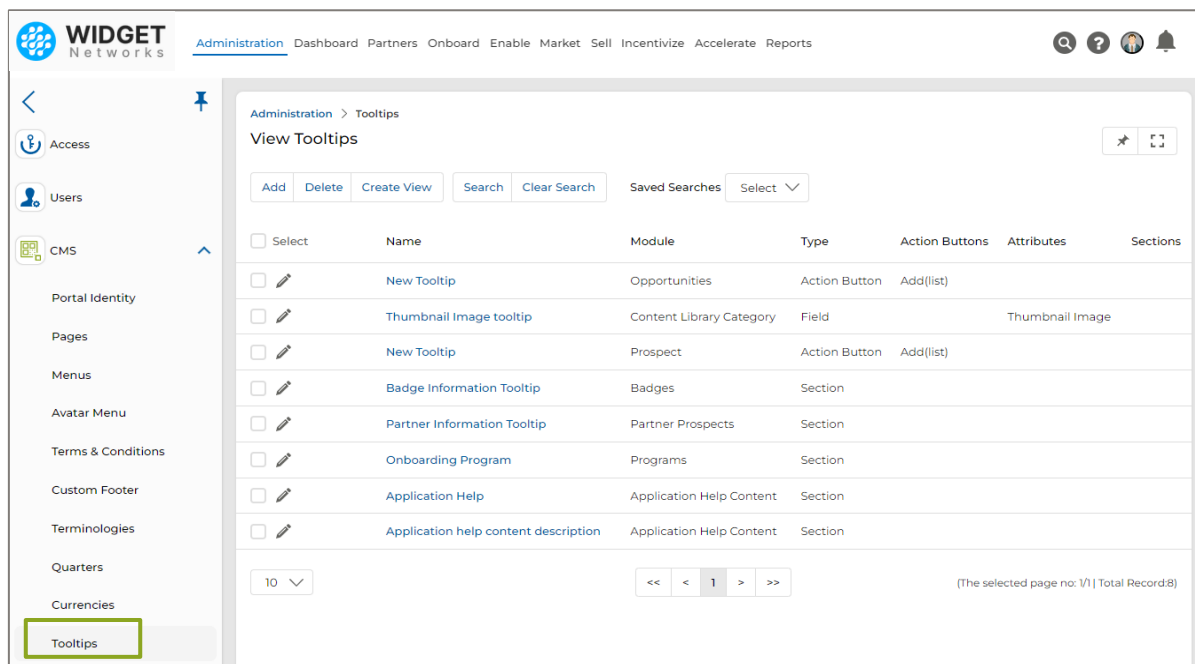 WIDGET
Networks
Administration Dashboard Partners Onboard Enable Market Sell Incentivize Accelerate Reports
Access
Users
CMS
Portal Identity
Pages
Menus
Avatar Menu
Terms & Conditions
Custom Footer
Terminologies
Quarters
Currencies
Tooltips
Administration > Tooltips
View Tooltips
Add Delete Create View Search Clear Search Saved Searches Select
Select Name Module Type Action Buttons Attributes Sections
New Tooltip Opportunities Action Button Add(list)
Thumbnail Image tooltip Content Library Category Field Thumbnail Image
New Tooltip Prospect Action Button Add(list)
Badge Information Tooltip Badges Section
Partner Information Tooltip Partner Prospects Section
Onboarding Program Programs Section
Application Help Application Help Content Section
Application help content description Application Help Content Section
10 << < 1 > >> (The selected page no: 1/1 | Total Record:8)